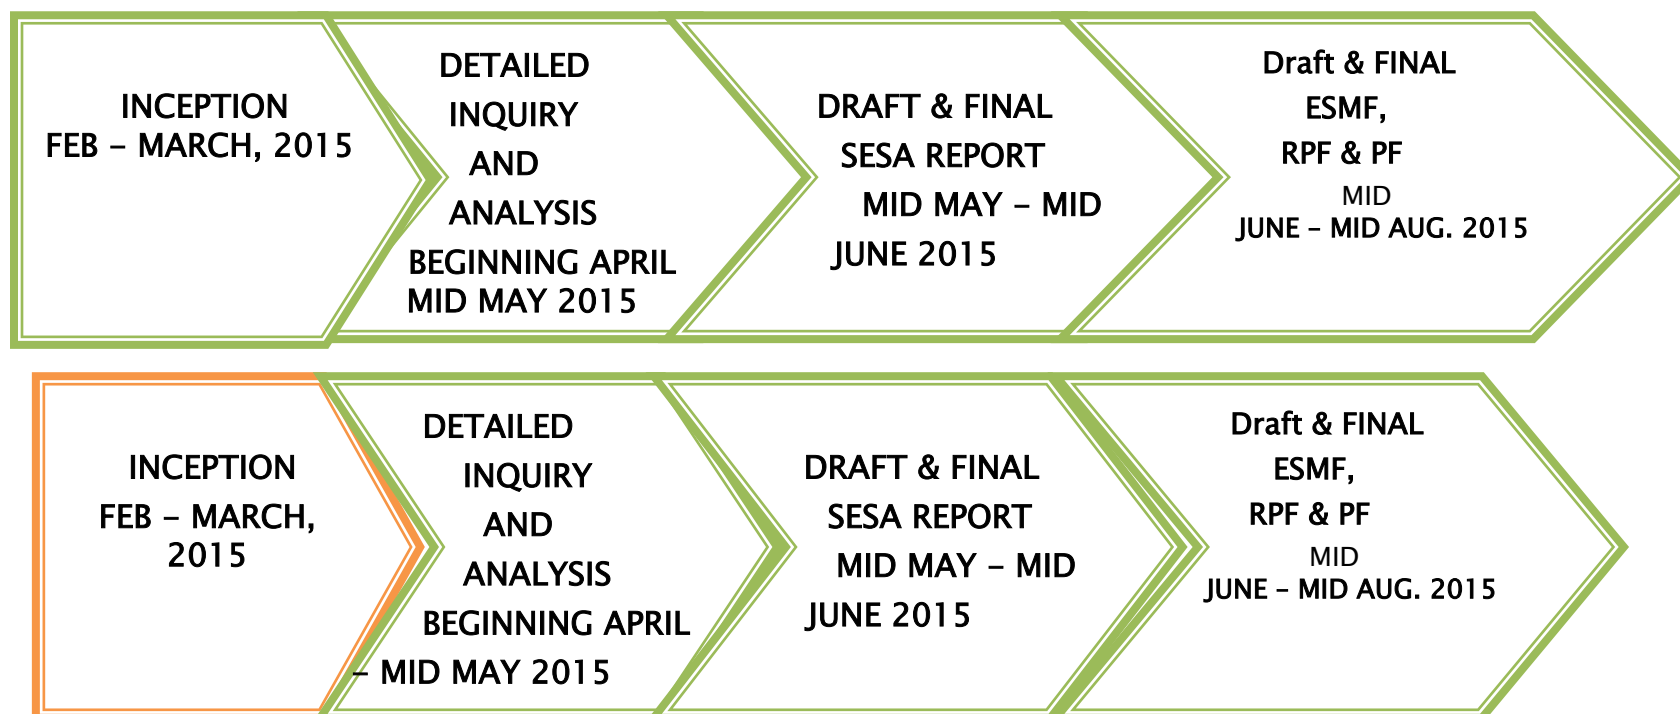 INCEPTION
FEB – MARCH, 2015
DETAILED
INQUIRY
AND
ANALYSIS
BEGINNING APRIL
MID MAY 2015
DRAFT & FINAL
SESA REPORT
MID MAY – MID
JUNE 2015
Draft & FINAL
ESMF,
RPF & PF
MID
JUNE – MID AUG. 2015
INCEPTION
FEB – MARCH,
2015
DETAILED
INQUIRY
AND
ANALYSIS
BEGINNING APRIL
– MID MAY 2015
DRAFT & FINAL
SESA REPORT
MID MAY – MID
JUNE 2015
Draft & FINAL
ESMF,
RPF & PF
MID
JUNE – MID AUG. 2015